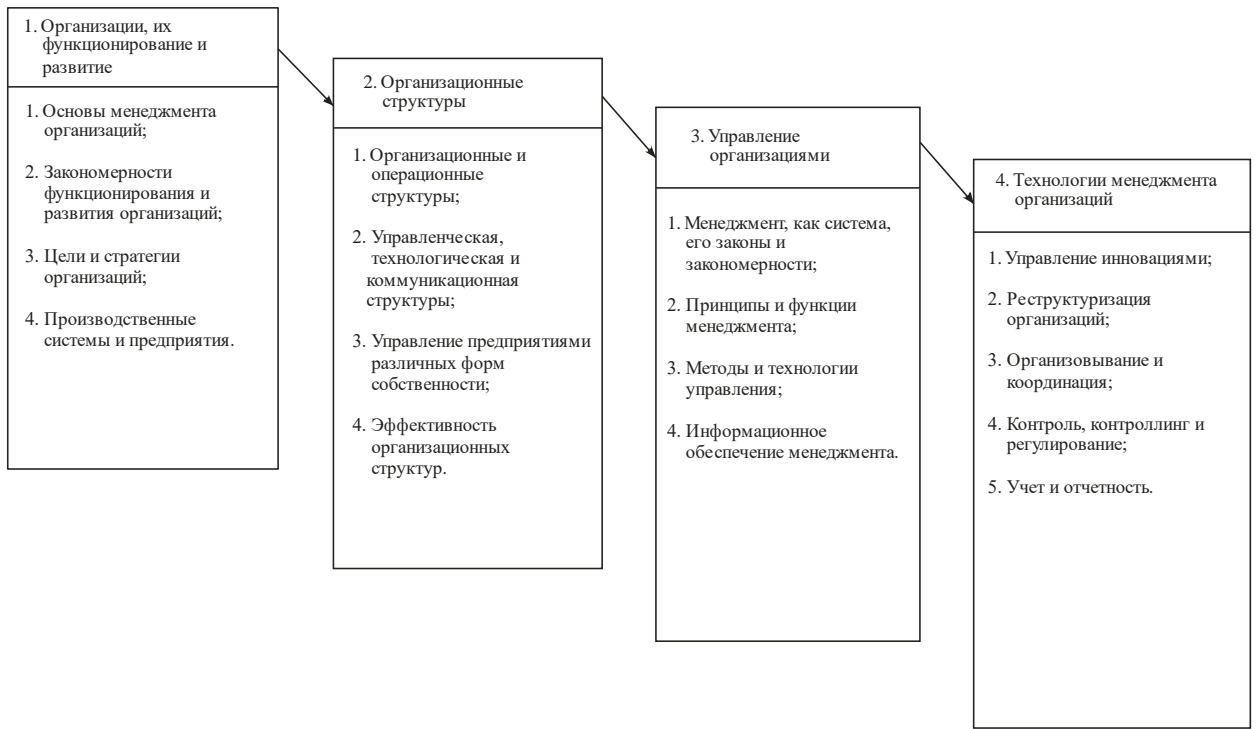 1. Организации, их
функционирование и
развитие
1. Основы менеджмента
организаций;
2. Закономерности
функционирования и
развития организаций;
3. Цели и стратегии
организаций;
4. Производственные
системы и предприятия.
2. Организационные
структуры
1. Организационные и
операционные
структуры;
2. Управленческая,
технологическая и
коммуникационная
структуры;
3. Управление предприятиями
различных форм
собственности;
4. Эффективность
организационных
структур.
3. Управление
организациями
1. Менеджмент, как система,
его законы и
закономерности;
2. Принципы и функции
менеджмента;
3. Методы и технологии
управления;
4. Информационное
обеспечение менеджмента.
4. Технологии менеджмента
организаций
1. Управление инновациями;
2. Реструктуризация
организаций;
3. Организовывание и
координация;
4. Контроль, контроллинг и
регулирование;
5. Учет и отчетность.